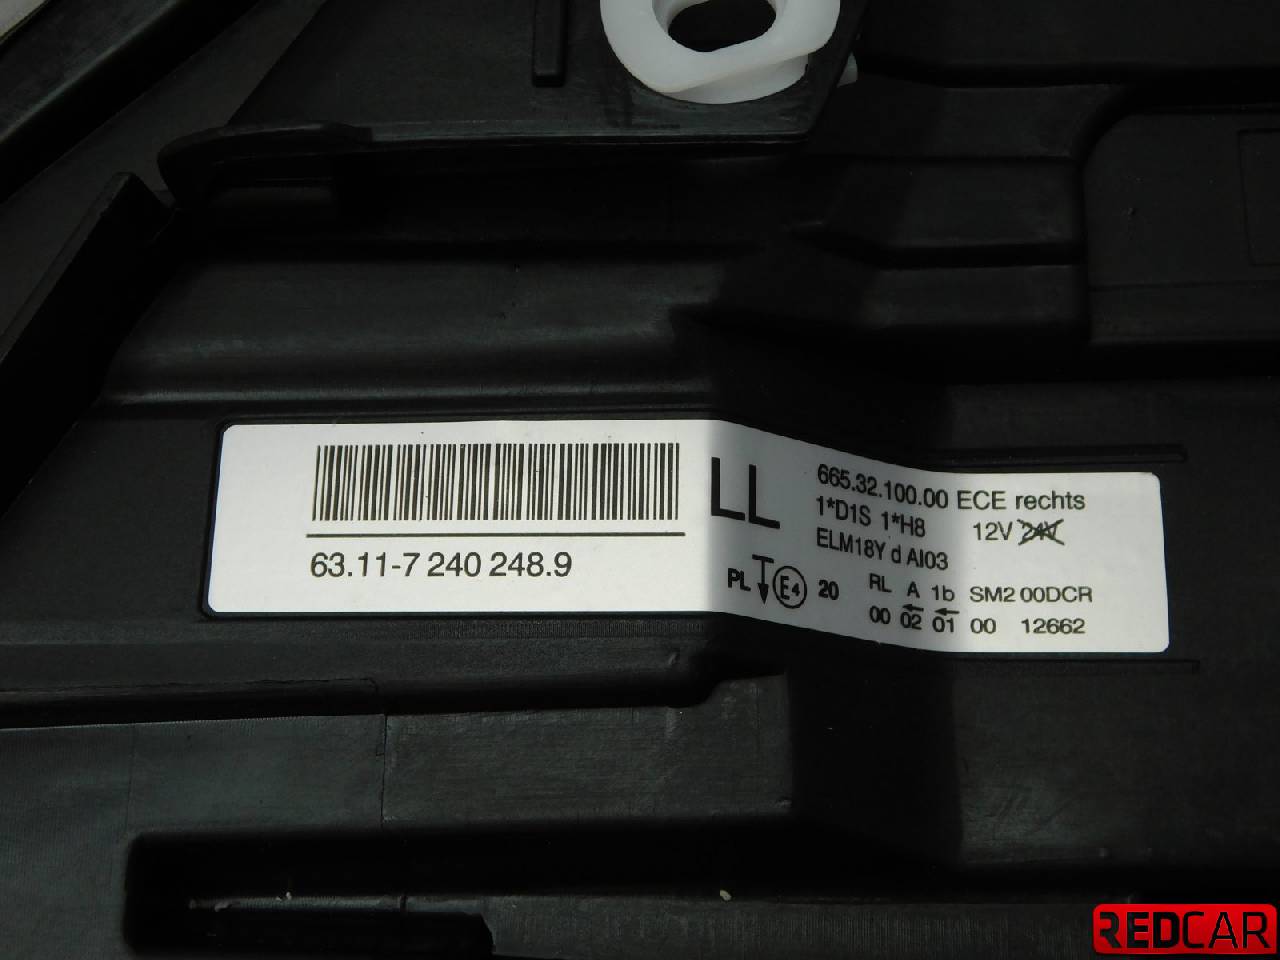 63.11-7 240 248.9
LL
665.32.100.00 ECE rechts
1*D1S 1*H8 12V 24V
ELM18Y d AI03
PL E4 20 RL A 1b SM2 00DCR
00 02 01 00 12662
REDCAR